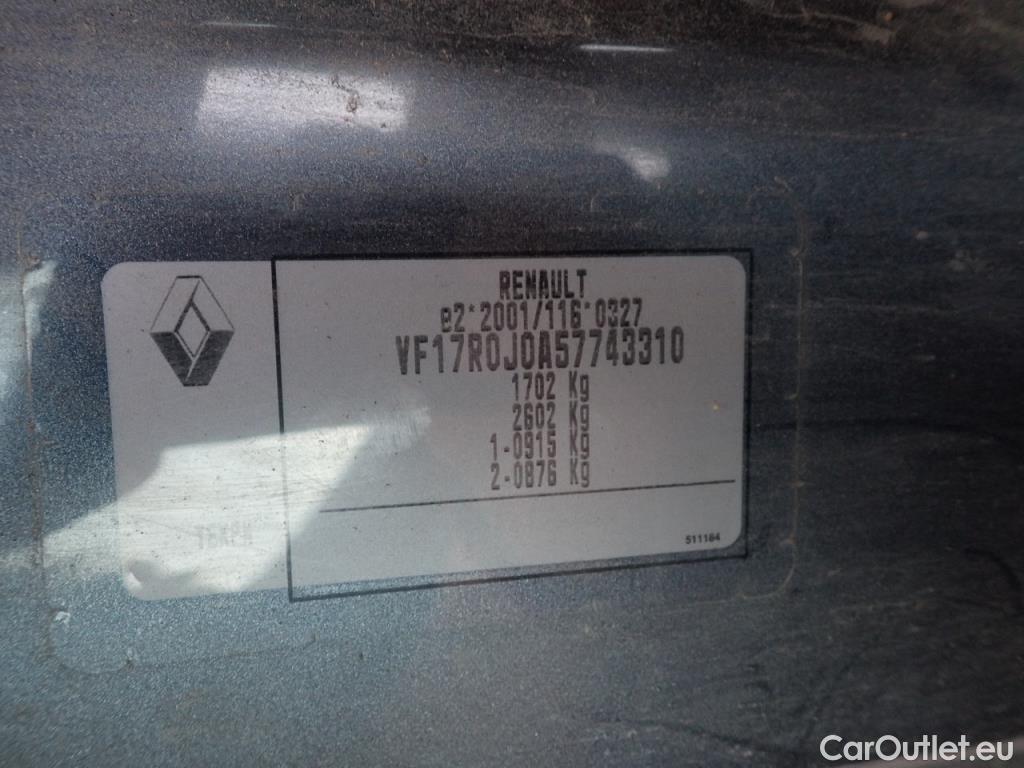 RENAULT
e2*2001/116*0327
VF17R0J0A57743310
1702 Kg
2602 Kg
1-0915 Kg
2-0876 Kg
511184
CarOutlet.eu